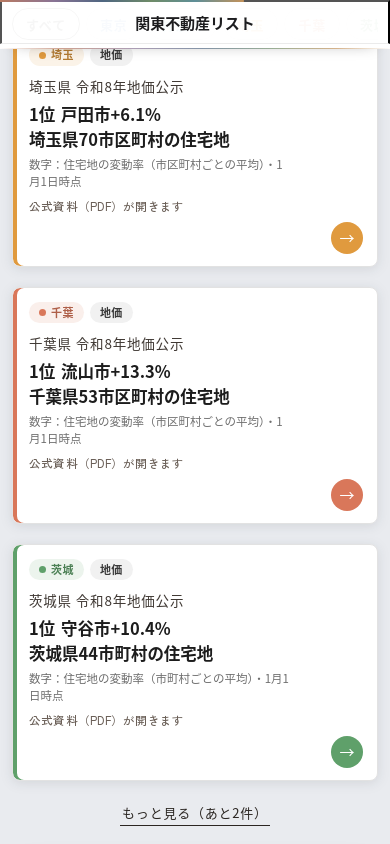 関東不動産リスト
すべて
埼玉 地価
埼玉県 令和8年地価公示
1位 戸田市+6.1%
埼玉県70市区町村の住宅地
数字：住宅地の変動率（市区町村ごとの平均）・1
月1日時点
公式資料（PDF）が開きます
→
千葉 地価
千葉県 令和8年地価公示
1位 流山市+13.3%
千葉県53市区町村の住宅地
数字：住宅地の変動率（市区町村ごとの平均）・1
月1日時点
公式資料（PDF）が開きます
→
茨城 地価
茨城県 令和8年地価公示
1位 守谷市+10.4%
茨城県44市町村の住宅地
数字：住宅地の変動率（市町村ごとの平均）・1月1
日時点
公式資料（PDF）が開きます
→
もっと見る（あと2件）